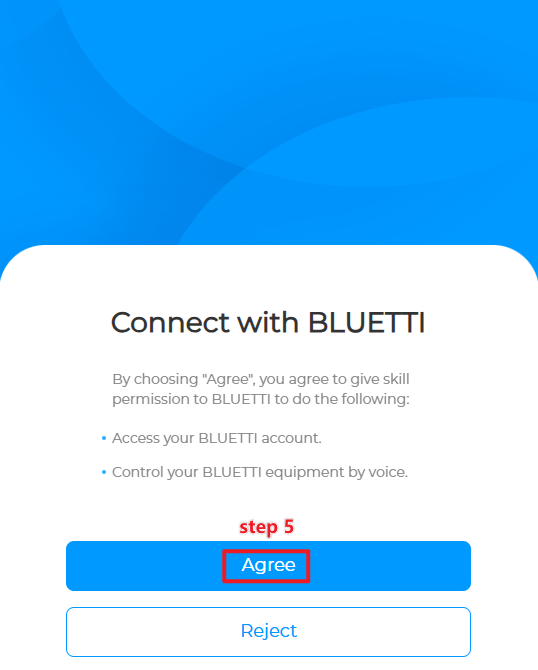 Connect with BLUETTI
By choosing "Agree", you agree to give skill
permission to BLUETTI to do the following:
• Access your BLUETTI account.
• Control your BLUETTI equipment by voice.
step 5
Agree
Reject